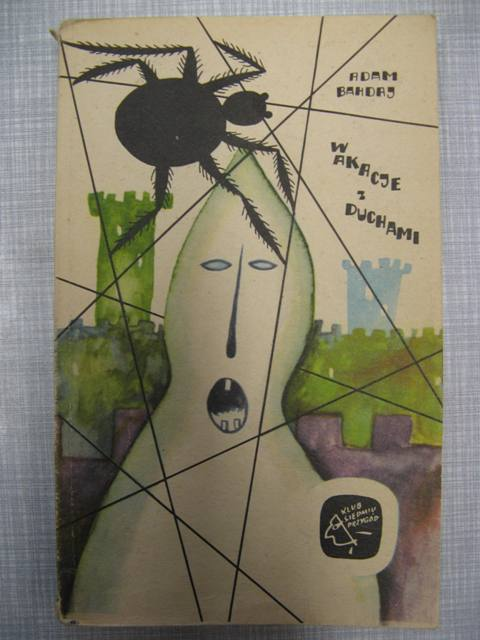 ADAM
BAHDAJ
WAKACJE
z
DUCHAMI
KLUB
SIEDMIU
PRZYGÓD